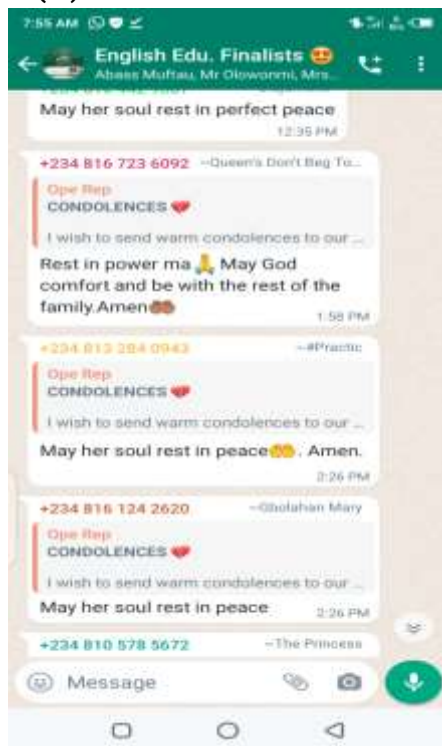 7:55 AM
English Edu. Finalists 🤩
Abass Muftau, Mr Olowonmi, Mrs...
May her soul rest in perfect peace
12:35 PM
+234 816 723 6092 ~Queen's Don't Beg To...
Ope Rep
CONDOLENCES 💔
I wish to send warm condolences to our ...
Rest in power ma 🙏 May God
comfort and be with the rest of the
family.Amen🤲🏾
1:58 PM
+234 813 284 0943 ~#Practic
Ope Rep
CONDOLENCES 💔
I wish to send warm condolences to our ...
May her soul rest in peace🤲. Amen.
2:26 PM
+234 816 124 2620 ~Gbolahan Mary
Ope Rep
CONDOLENCES 💔
I wish to send warm condolences to our ...
May her soul rest in peace
2:26 PM
+234 810 578 5672 ~The Princess
Message